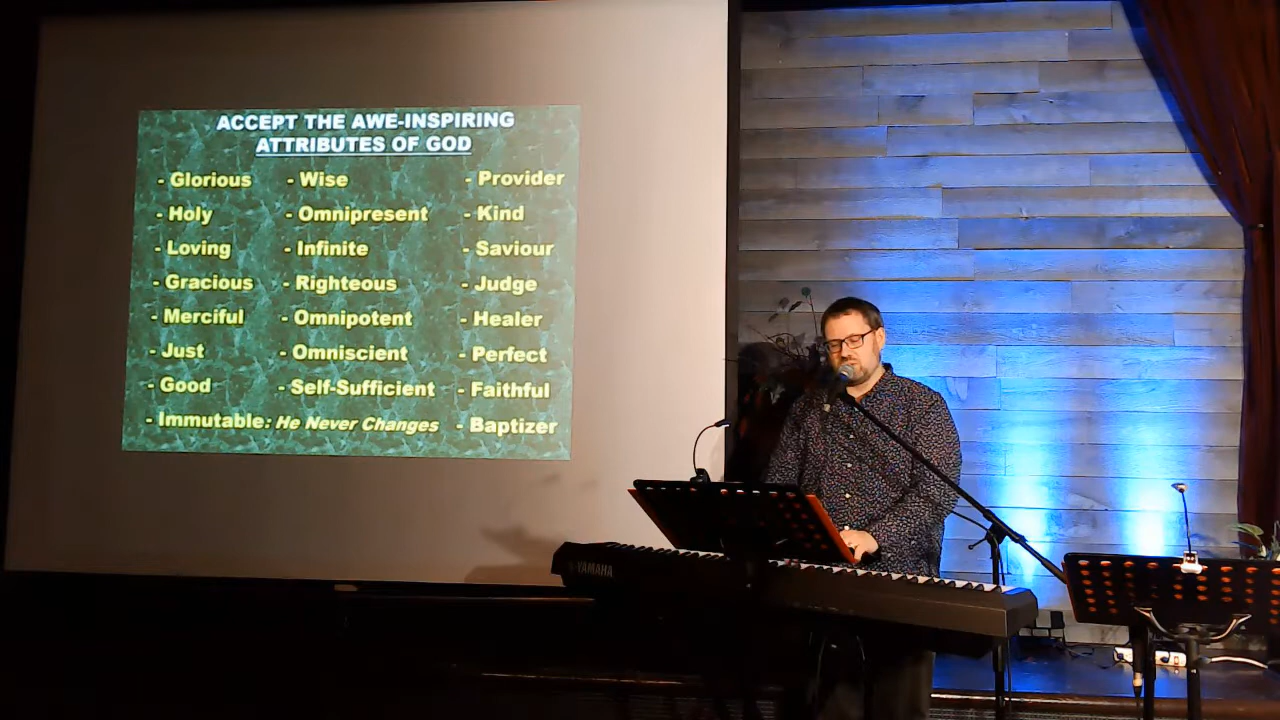 ACCEPT THE AWE-INSPIRING
ATTRIBUTES OF GOD
- Glorious - Wise - Provider
- Holy - Omnipresent - Kind
- Loving - Infinite - Saviour
- Gracious - Righteous - Judge
- Merciful - Omnipotent - Healer
- Just - Omniscient - Perfect
- Good - Self-Sufficient - Faithful
- Immutable: He Never Changes - Baptizer
YAMAHA